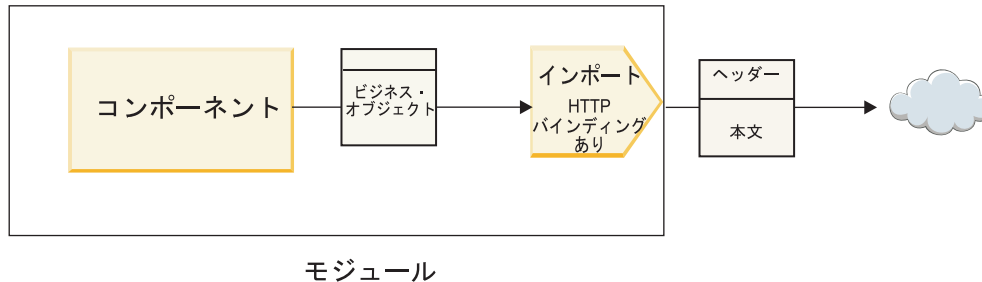 コンポーネント
ビジネス・
オブジェクト
インポート
HTTP
バインディング
あり
ヘッダー
本文
モジュール